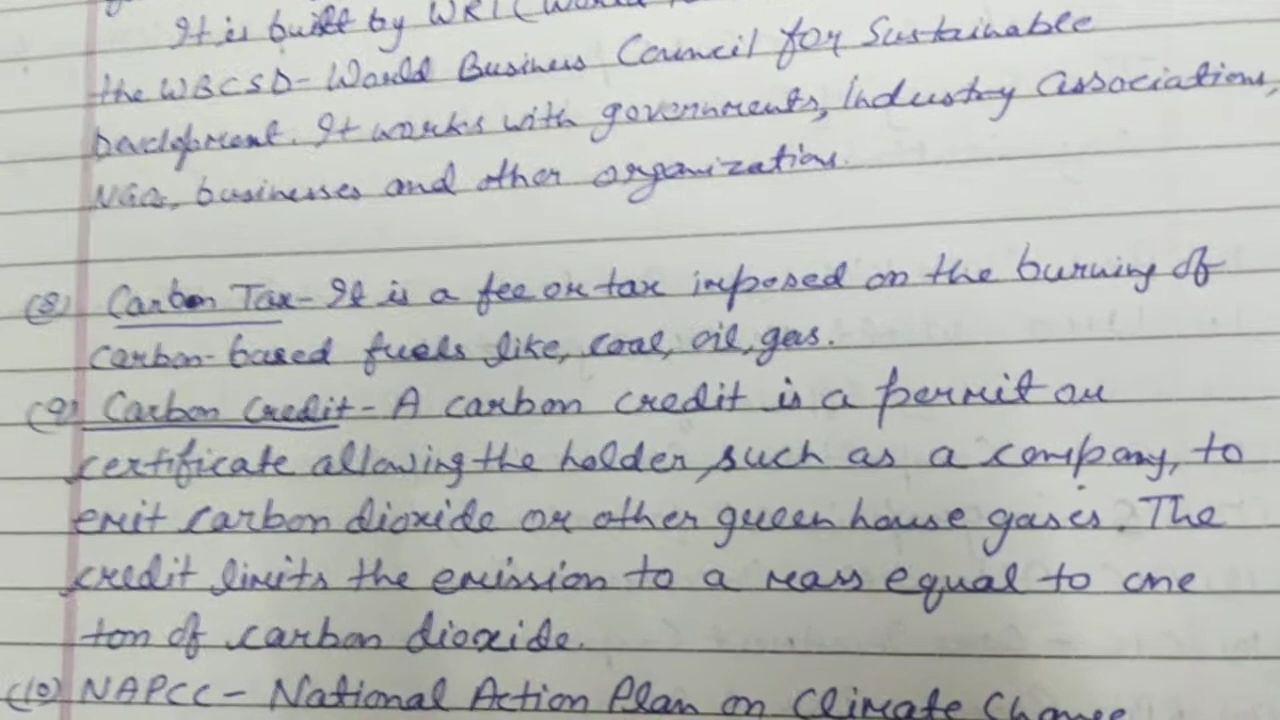 It is built by WRI (World
the WBCSD- World Business Council for Sustainable
Development. It works with governments, industry associations,
NGOs, businesses and other organizations.
(8) Carbon Tax- It is a fee or tax imposed on the burning of
carbon-based fuels like, coal, oil, gas.
(9) Carbon Credit- A carbon credit is a permit or
certificate allowing the holder, such as a company, to
emit carbon dioxide or other green house gases. The
credit limits the emission to a mass equal to one
ton of carbon dioxide.
(10) NAPCC- National Action Plan on Climate Change